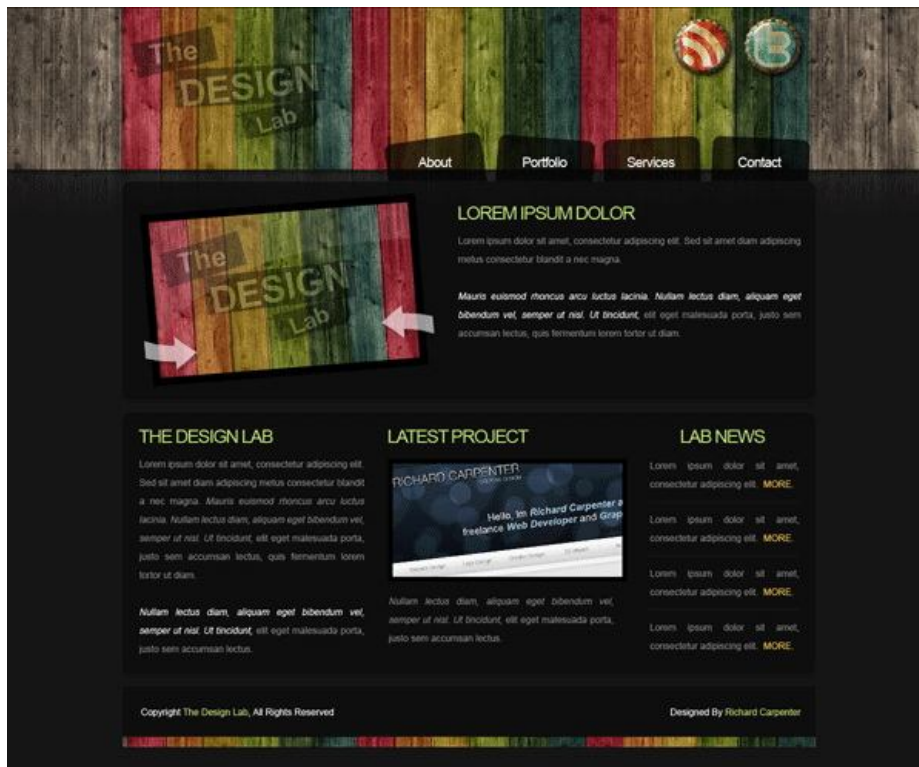 The
DESIGN
Lab
About
Portfolio
Services
Contact
The
DESIGN
Lab
LOREM IPSUM DOLOR
Lorem ipsum dolor sit amet, consectetur adipiscing elit. Sed sit amet diam adipiscing
metus consectetur blandit a nec magna.
Mauris euismod rhoncus arcu luctus lacinia. Nullam lectus diam, aliquam eget
bibendum vel, semper ut nisl. Ut tincidunt, elit eget malesuada porta, justo sem
accumsan lectus, quis fermentum lorem tortor ut diam.
THE DESIGN LAB
Lorem ipsum dolor sit amet, consectetur adipiscing elit.
Sed sit amet diam adipiscing metus consectetur blandit
a nec magna. Mauris euismod rhoncus arcu luctus
lacinia. Nullam lectus diam, aliquam eget bibendum vel,
semper ut nisl. Ut tincidunt, elit eget malesuada porta,
justo sem accumsan lectus, quis fermentum lorem
tortor ut diam.
Nullam lectus diam, aliquam eget bibendum vel,
semper ut nisl. Ut tincidunt, elit eget malesuada porta,
justo sem accumsan lectus.
LATEST PROJECT
RICHARD CARPENTER
Hello, Im Richard Carpenter a
freelance Web Developer and Grap
Nullam lectus diam, aliquam eget bibendum vel,
semper ut nisl. Ut tincidunt, elit eget malesuada porta,
justo sem accumsan lectus.
LAB NEWS
Lorem ipsum dolor sit amet,
consectetur adipiscing elit. MORE.
Lorem ipsum dolor sit amet,
consectetur adipiscing elit. MORE.
Lorem ipsum dolor sit amet,
consectetur adipiscing elit. MORE.
Lorem ipsum dolor sit amet,
consectetur adipiscing elit. MORE.
Copyright The Design Lab, All Rights Reserved
Designed By Richard Carpenter